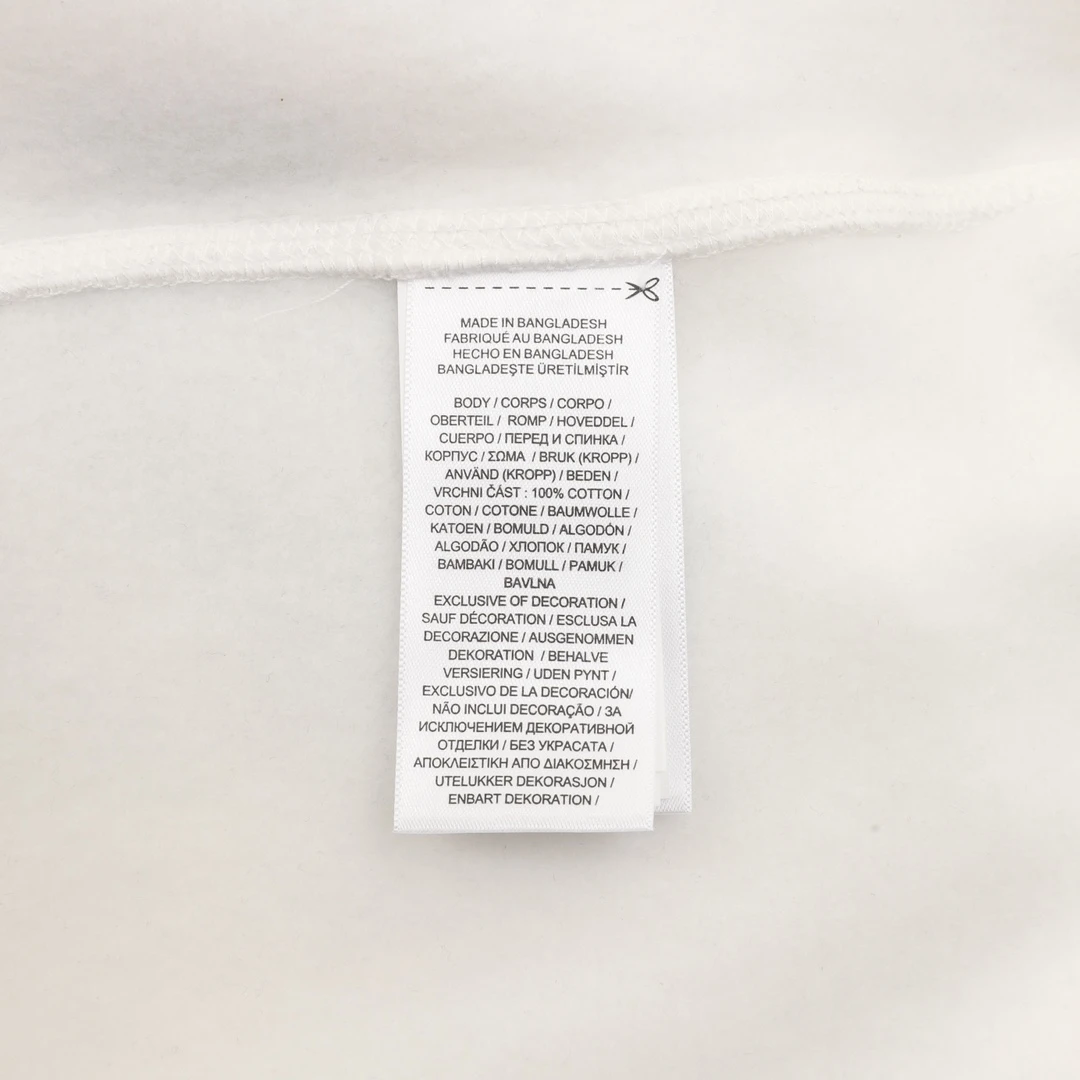 MADE IN BANGLADESH
FABRIQUÉ AU BANGLADESH
HECHO EN BANGLADESH
BANGLADEŞTE ÜRETİLMİŞTİR
BODY / CORPS / CORPO /
OBERTEIL / ROMP / HOVEDDEL /
CUERPO / ПЕРЕД И СПИНКА /
КОРПУС / ΣΩΜΑ / BRUK (KROPP) /
ANVÄND (KROPP) / BEDEN /
VRCHNI ČÁST : 100% COTTON /
COTON / COTONE / BAUMWOLLE /
KATOEN / BOMULD / ALGODÓN /
ALGODÃO / ХЛОПОК / ПАМУК /
BAMBAKI / BOMULL / PAMUK /
BAVLNA
EXCLUSIVE OF DECORATION /
SAUF DÉCORATION / ESCLUSA LA
DECORAZIONE / AUSGENOMMEN
DEKORATION / BEHALVE
VERSIERING / UDEN PYNT /
EXCLUSIVO DE LA DECORACIÓN/
NÃO INCLUI DECORAÇÃO / ЗА
ИСКЛЮЧЕНИЕМ ДЕКОРАТИВНОЙ
ОТДЕЛКИ / БЕЗ УКРАСАТА /
ΑΠΟΚΛΕΙΣΤΙΚΗ ΑΠΟ ΔΙΑΚΟΣΜΗΣΗ /
UTELUKKER DEKORASJON /
ENBART DEKORATION /